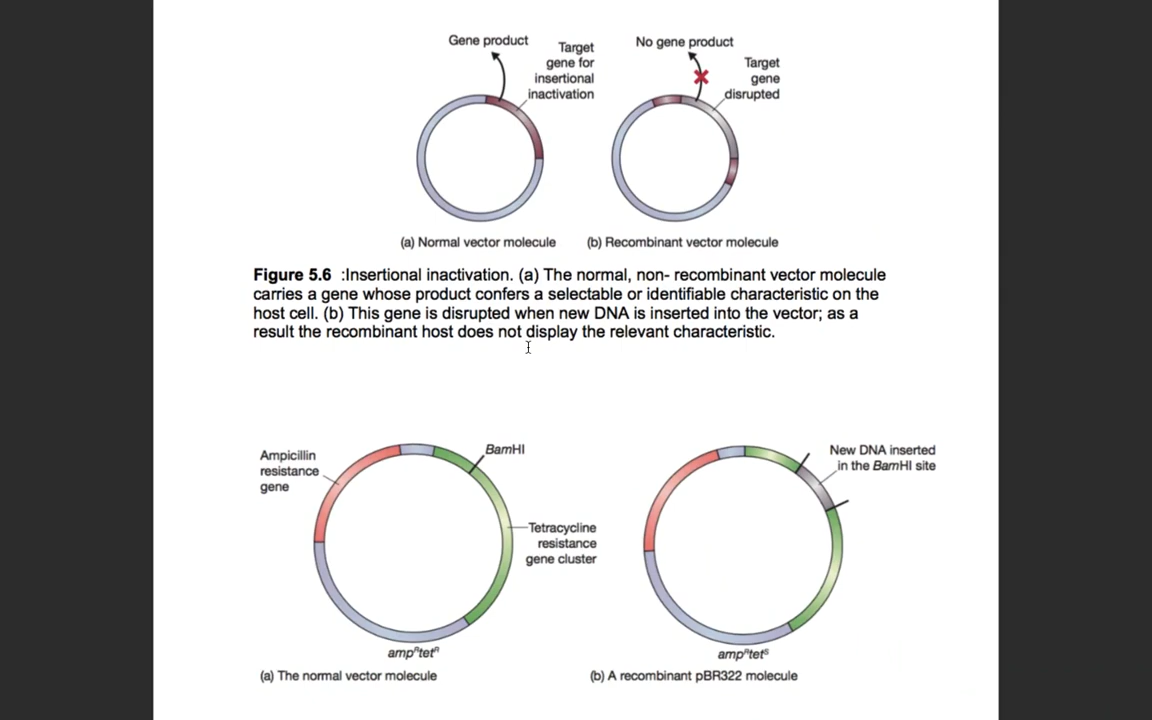 Gene product
Target
gene for
insertional
inactivation
No gene product
Target
gene
disrupted
(a) Normal vector molecule
(b) Recombinant vector molecule
Figure 5.6 :Insertional inactivation. (a) The normal, non- recombinant vector molecule
carries a gene whose product confers a selectable or identifiable characteristic on the
host cell. (b) This gene is disrupted when new DNA is inserted into the vector; as a
result the recombinant host does not display the relevant characteristic.
Ampicillin
resistance
gene
BamHI
Tetracycline
resistance
gene cluster
ampᴿtetᴿ
(a) The normal vector molecule
New DNA inserted
in the BamHI site
ampᴿtetˢ
(b) A recombinant pBR322 molecule